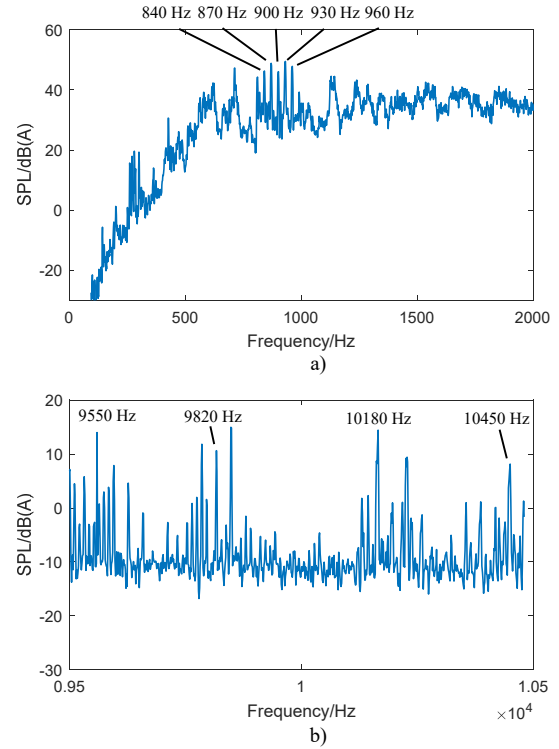 840 Hz 870 Hz 900 Hz 930 Hz 960 Hz
60
40
20
0
-20
SPL/dB(A)
0 500 1000 1500 2000
Frequency/Hz
a)
20
10
0
-10
-20
-30
SPL/dB(A)
9550 Hz 9820 Hz 10180 Hz 10450 Hz
0.95 1 1.05
Frequency/Hz ×10⁴
b)